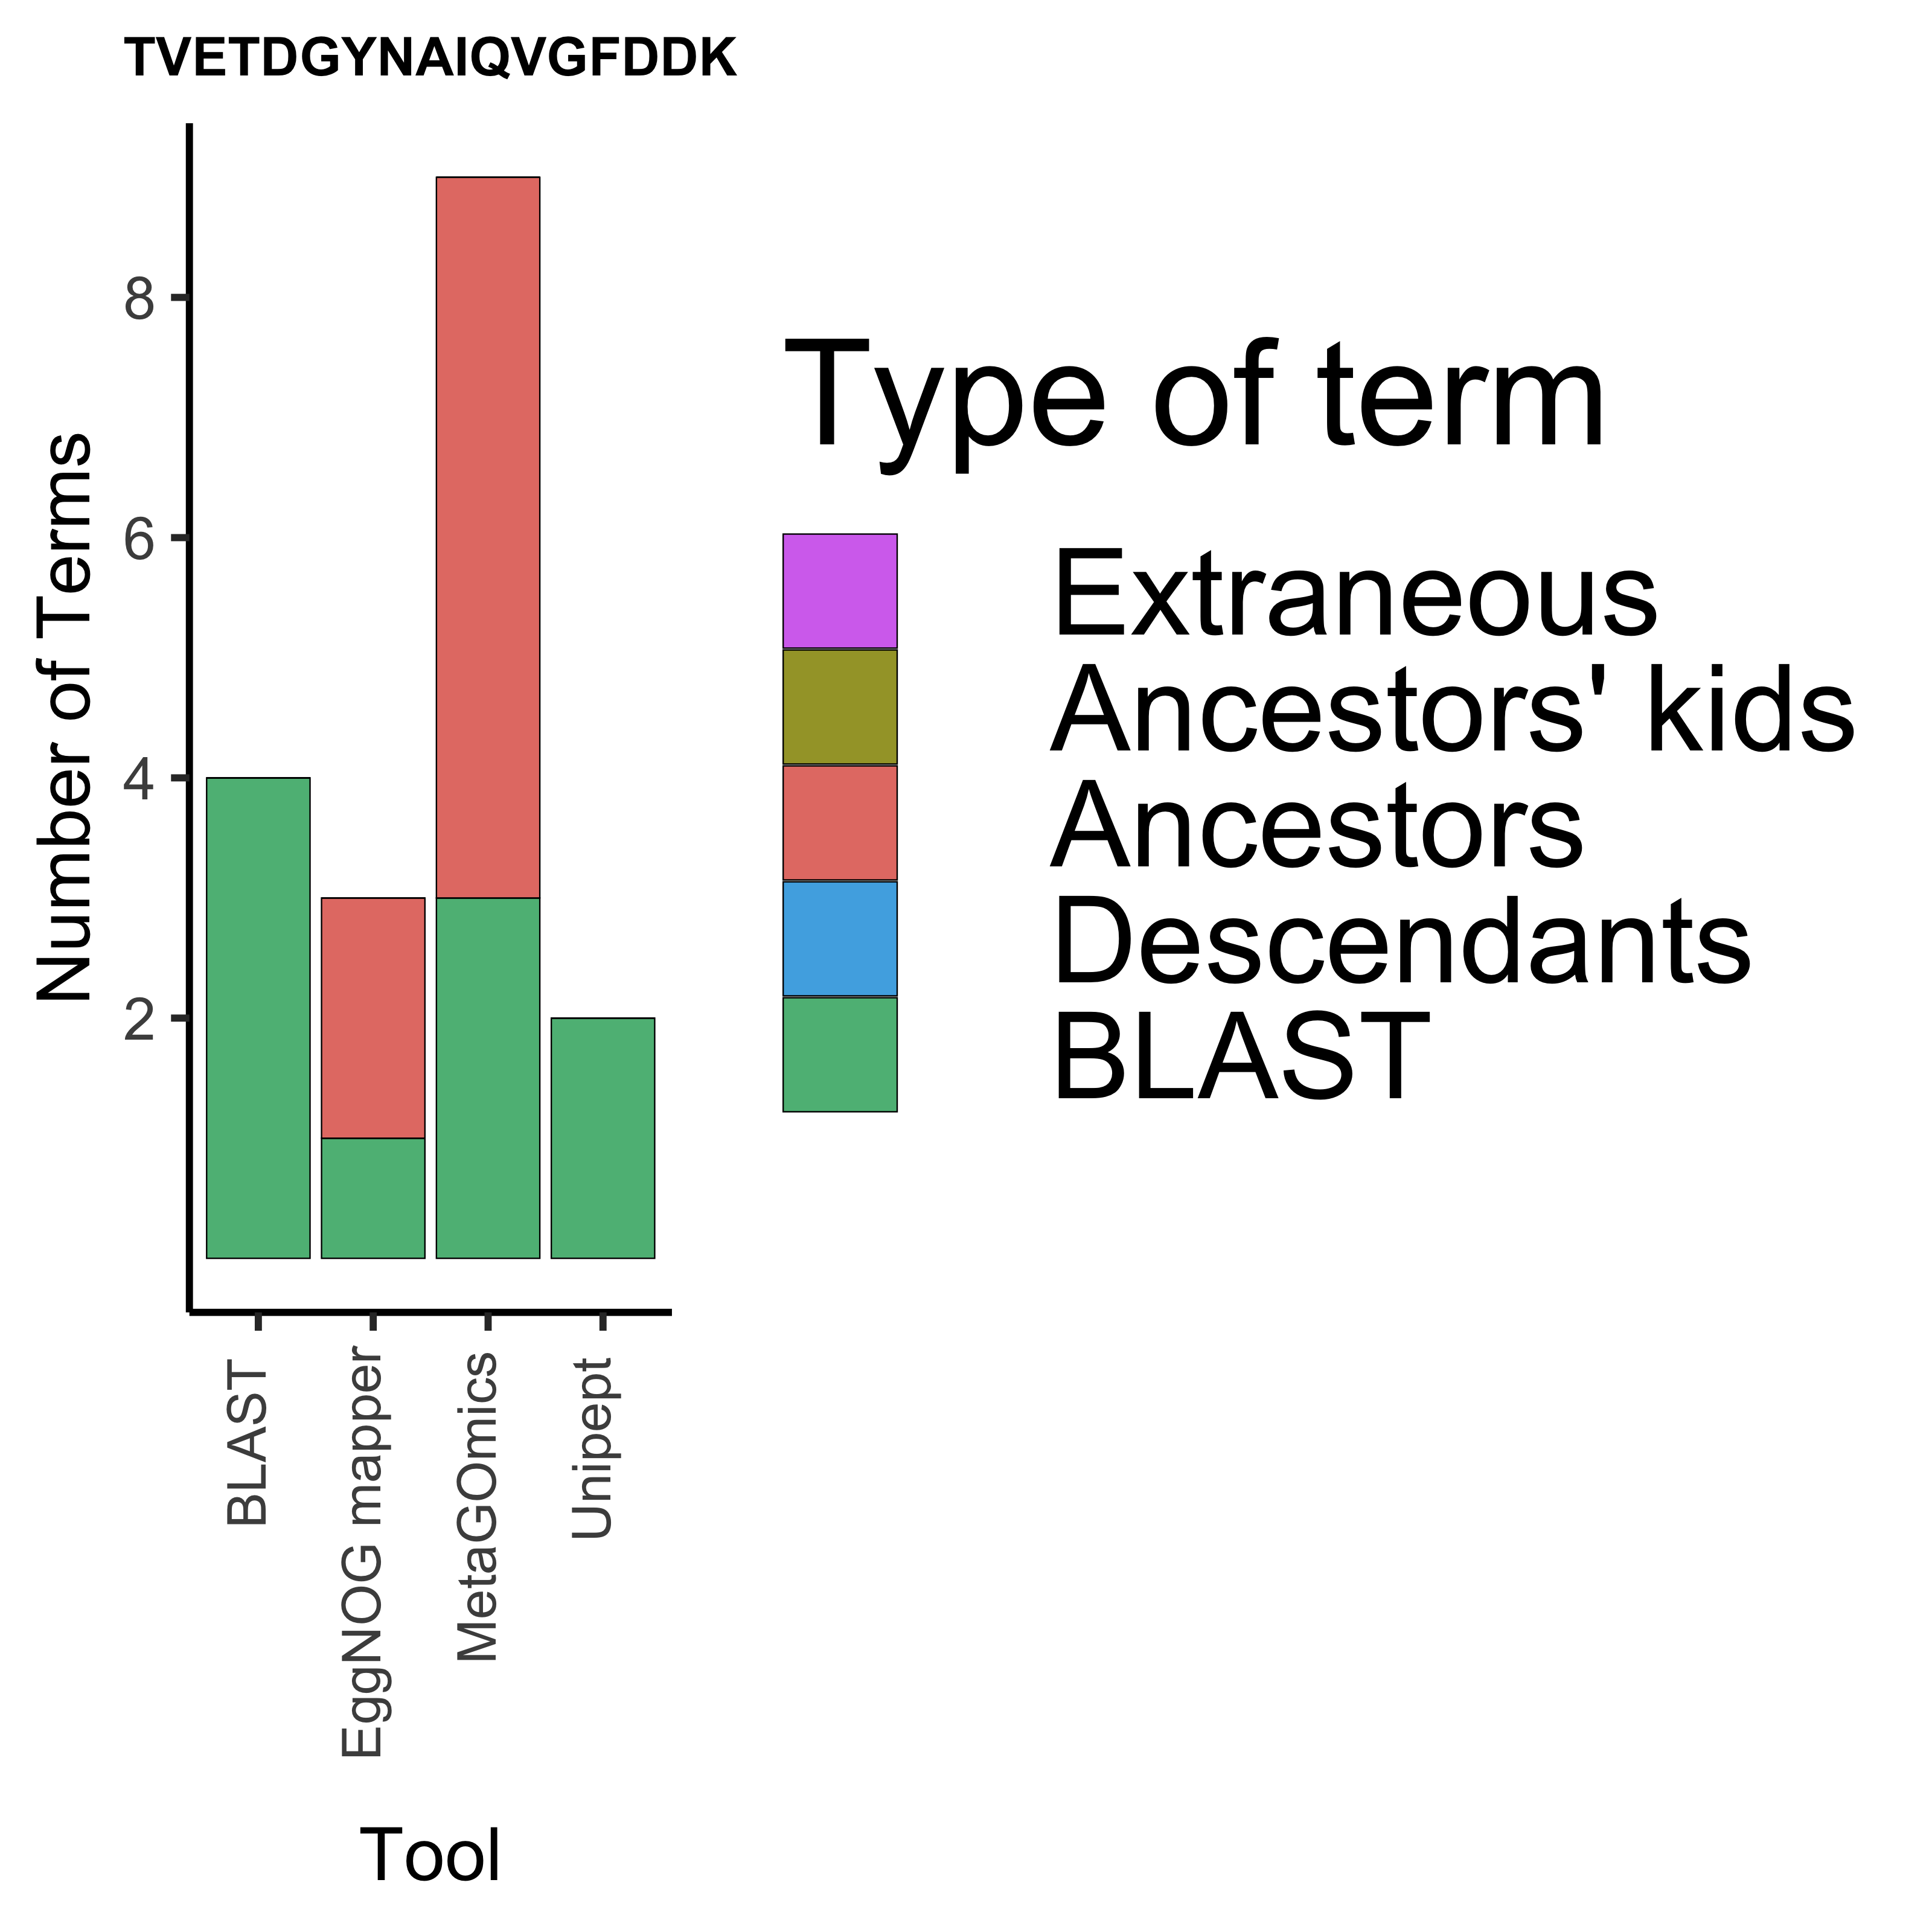 TVETDGYNAIQVGFDDK
Number of Terms
8
6
4
2
BLAST
EggNOG mapper
MetaGOmics
Unipept
Tool
Type of term
Extraneous
Ancestors' kids
Ancestors
Descendants
BLAST